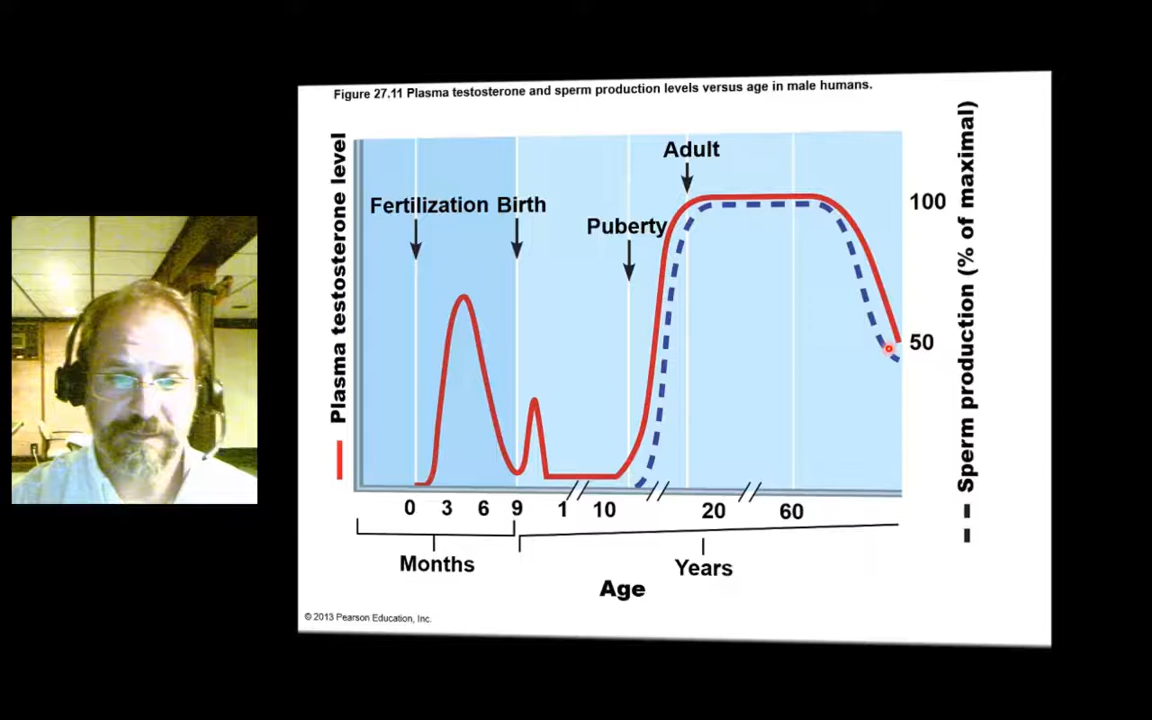 Figure 27.11 Plasma testosterone and sperm production levels versus age in male humans.
Plasma testosterone level
Fertilization
Birth
Puberty
Adult
100
50
Sperm production (% of maximal)
0 3 6 9 1 10 20 60
Months
Years
Age
© 2013 Pearson Education, Inc.